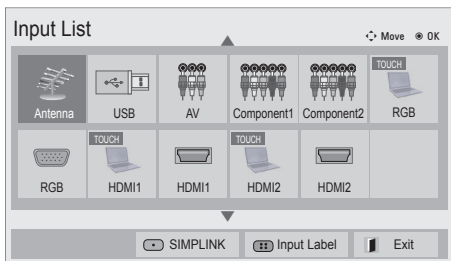 Input List
Move OK
TOUCH
Antenna USB AV Component1 Component2 RGB
TOUCH TOUCH
RGB HDMI1 HDMI1 HDMI2 HDMI2
SIMPLINK Input Label Exit